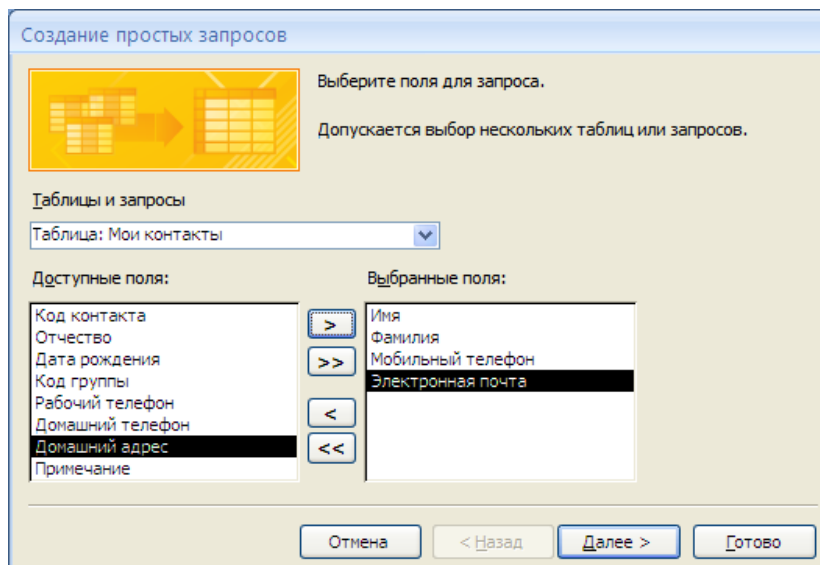 Создание простых запросов
Выберите поля для запроса.
Допускается выбор нескольких таблиц или запросов.
Таблицы и запросы
Таблица: Мои контакты
Доступные поля:
Выбранные поля:
Код контакта
Отчество
Дата рождения
Код группы
Рабочий телефон
Домашний телефон
Домашний адрес
Примечание
>
>>
<
<<
Имя
Фамилия
Мобильный телефон
Электронная почта
Отмена
< Назад
Далее >
Готово